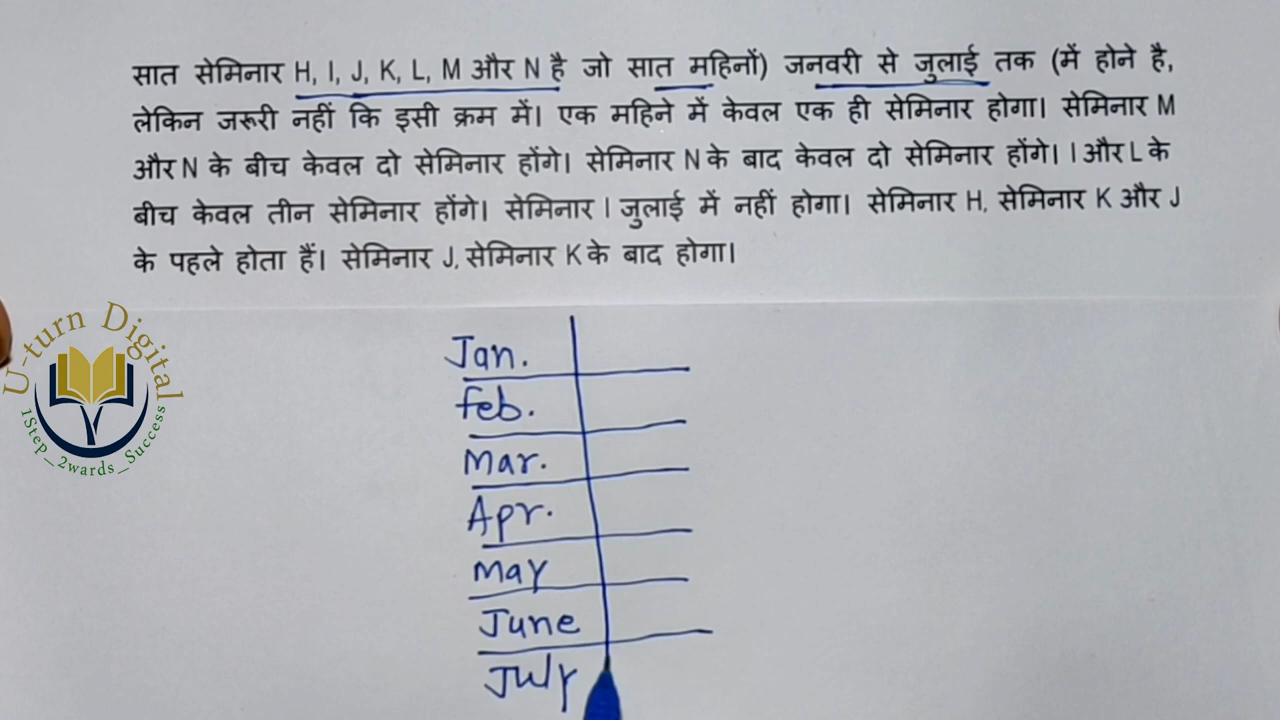 सात सेमिनार H, I, J, K, L, M और N है जो सात महिनों) जनवरी से जुलाई तक (में होने है,
लेकिन जरूरी नहीं कि इसी क्रम में। एक महिने में केवल एक ही सेमिनार होगा। सेमिनार M
और N के बीच केवल दो सेमिनार होंगे। सेमिनार N के बाद केवल दो सेमिनार होंगे। I और L के
बीच केवल तीन सेमिनार होंगे। सेमिनार I जुलाई में नहीं होगा। सेमिनार H, सेमिनार K और J
के पहले होता हैं। सेमिनार J, सेमिनार K के बाद होगा।
U-turn Digital
1Step_2wards_Success
Jan.
feb.
Mar.
Apr.
May
June
July